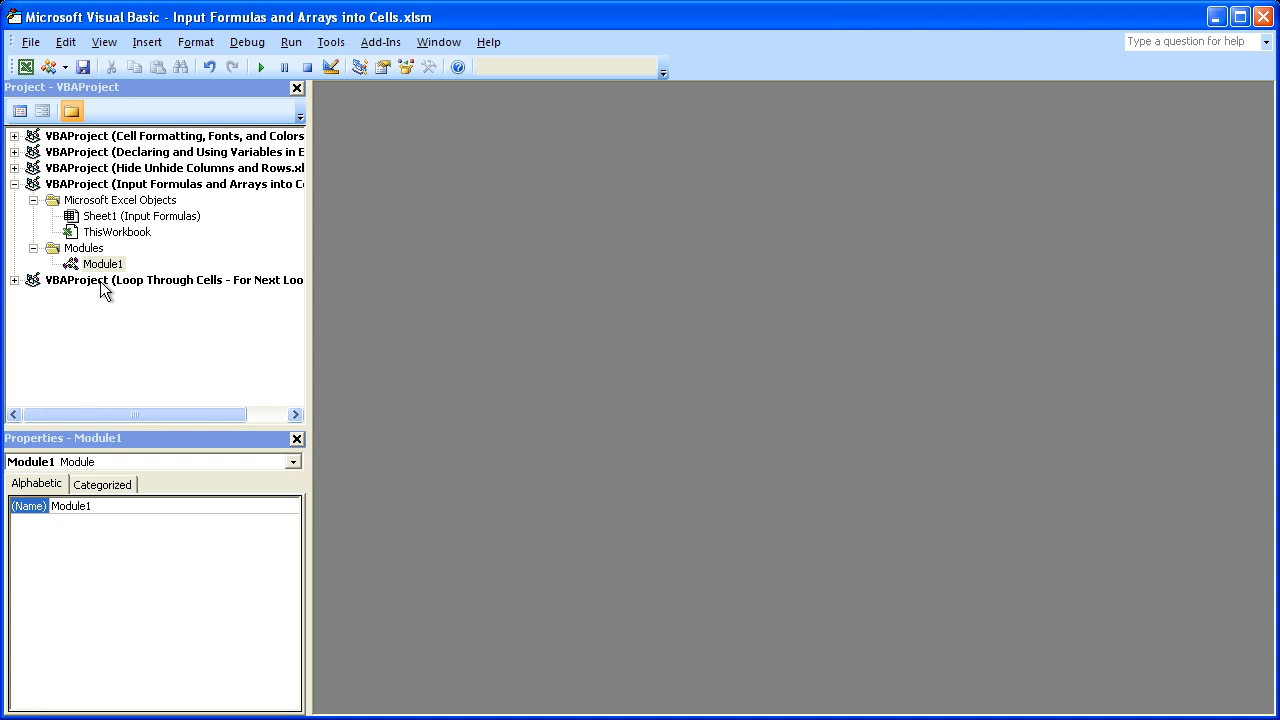 Microsoft Visual Basic - Input Formulas and Arrays into Cells.xlsm
File Edit View Insert Format Debug Run Tools Add-Ins Window Help
Type a question for help
Project - VBAProject
VBAProject (Cell Formatting, Fonts, and Colors
VBAProject (Declaring and Using Variables in E
VBAProject (Hide Unhide Columns and Rows.xl
VBAProject (Input Formulas and Arrays into C
Microsoft Excel Objects
Sheet1 (Input Formulas)
ThisWorkbook
Modules
Module1
VBAProject (Loop Through Cells - For Next Loo
Properties - Module1
Module1 Module
Alphabetic Categorized
(Name) Module1